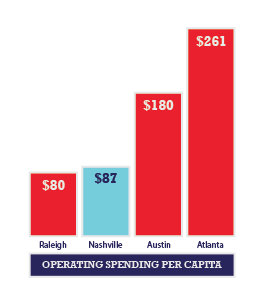 $261
$180
$87
$80
Raleigh Nashville Austin Atlanta
OPERATING SPENDING PER CAPITA